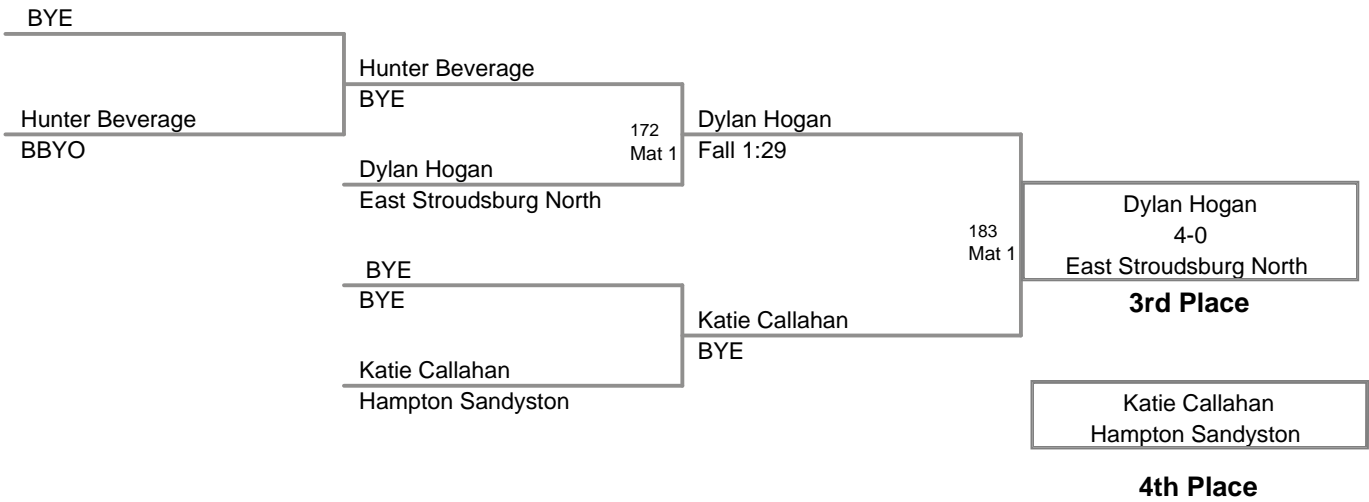 BYE
Hunter Beverage
BYE
Hunter Beverage
BBYO
172
Mat 1
Dylan Hogan
Fall 1:29
Dylan Hogan
East Stroudsburg North
Dylan Hogan
4-0
East Stroudsburg North
3rd Place
183
Mat 1
BYE
BYE
Katie Callahan
BYE
Katie Callahan
Hampton Sandyston
Katie Callahan
Hampton Sandyston
4th Place